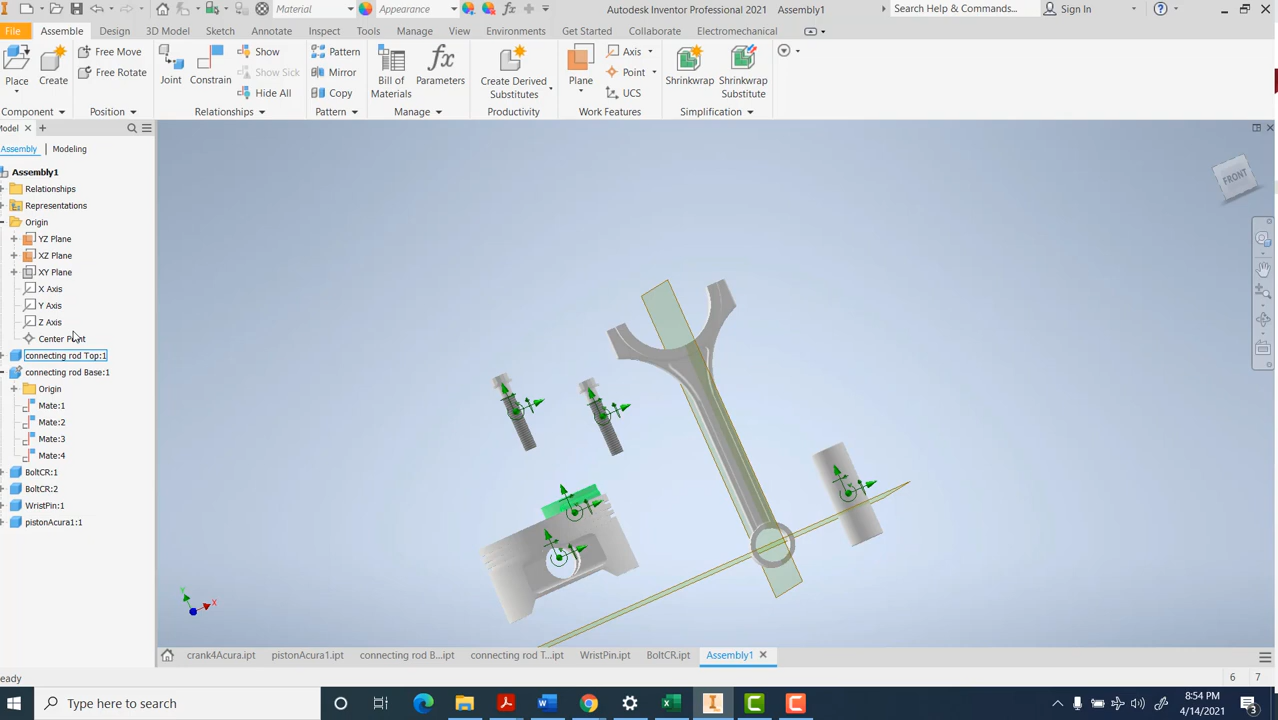 Material
Appearance
Autodesk Inventor Professional 2021 Assembly1
Search Help & Commands...
Sign In
File Assemble Design 3D Model Sketch Annotate Inspect Tools Manage View Environments Get Started Collaborate Electromechanical
Place
Create
Free Move
Free Rotate
Joint
Constrain
Show
Show Sick
Hide All
Pattern
Mirror
Copy
Bill of Materials
Parameters
Create Derived Substitutes
Plane
Axis
Point
UCS
Shrinkwrap
Shrinkwrap Substitute
Component Position Relationships Pattern Manage Productivity Work Features Simplification
Model
Assembly Modeling
Assembly1
Relationships
Representations
Origin
YZ Plane
XZ Plane
XY Plane
X Axis
Y Axis
Z Axis
Center Point
connecting rod Top:1
connecting rod Base:1
Origin
Mate:1
Mate:2
Mate:3
Mate:4
BoltCR:1
BoltCR:2
WristPin:1
pistonAcura1:1
FRONT
Y
X
crank4Acura.ipt pistonAcura1.ipt connecting rod B...ipt connecting rod T...ipt WristPin.ipt BoltCR.ipt Assembly1
eady
6 7
Type here to search
8:54 PM
4/14/2021
3